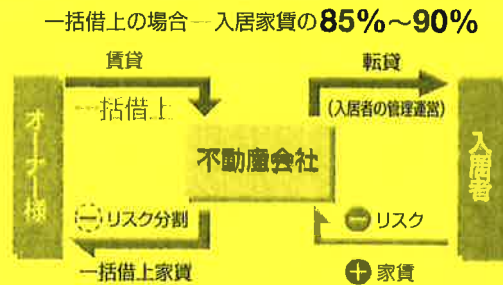 一括借上の場合―入居家賃の85%〜90%
賃貸
一括借上
転貸
(入居者の管理運営)
オーナー様
不動産会社
入居者
⊖リスク分割
一括借上家賃
⊖リスク
⊕家賃